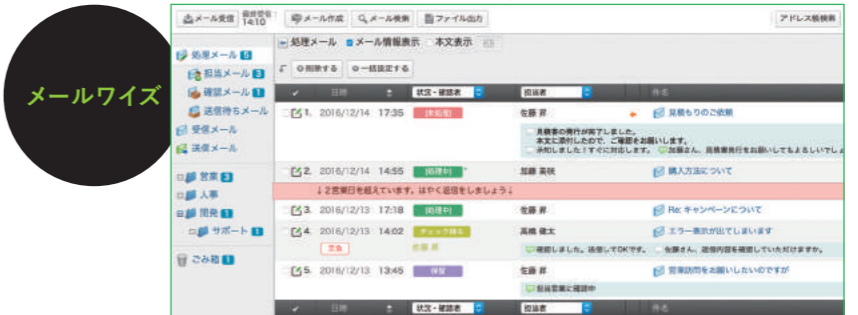 メールワイズ
メール受信
最終受信:
14:10
メール作成
メール検索
ファイル出力
アドレス帳検索
処理メール 5
担当メール 3
確認メール 1
送信待ちメール
受信メール
送信メール
営業 3
人事
開発 1
サポート 1
ごみ箱 1
処理メール メール情報表示 本文表示
削除する 一括設定する
日時 状況・確認者 担当者 件名
1. 2016/12/14 17:35 [未処理] 佐藤 昇 見積もりのご依頼
見積書の発行が完了しました。
本文に添付したので、ご確認をお願いします。
承知しました!すぐに対応します。 加藤さん、見積書発行をお願いしてもよろしいでしょ
2. 2016/12/14 14:55 [処理中] 加藤 美咲 購入方法について
↓2営業日を超えています。はやく返信をしましょう↓
3. 2016/12/13 17:18 [処理中] 佐藤 昇 Re: キャンペーンについて
4. 2016/12/13 14:02 チェック待ち 高橋 健太 エラー表示が出てしまいます
至急 佐藤 昇
確認しました。送信してOKです。 佐藤さん、返信内容を確認していただけますか。
5. 2016/12/13 13:45 保留 佐藤 昇 営業訪問をお願いしたいのですが
担当営業に確認中
日時 状況・確認者 担当者 件名